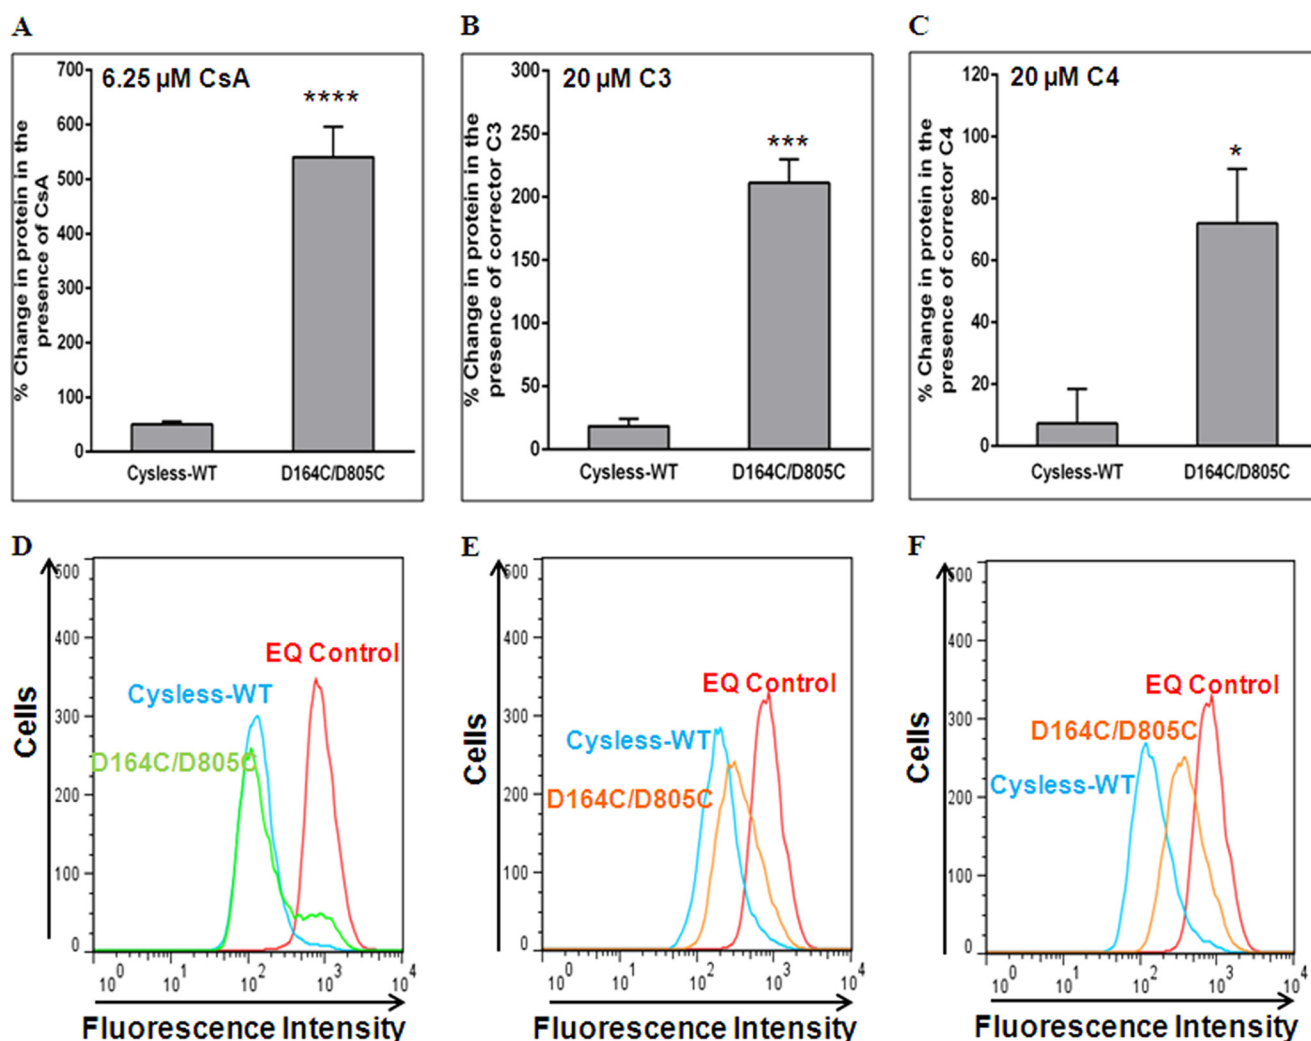 A
6.25 µM CsA
% Change in protein in the
presence of CsA
700
600
500
400
300
200
100
0
****
Cysless-WT D164C/D805C
B
20 µM C3
% Change in protein in the
presence of corrector C3
300
250
200
150
100
50
0
***
Cysless-WT D164C/D805C
C
20 µM C4
% Change in protein in the
presence of corrector C4
120
100
80
60
40
20
0
*
Cysless-WT D164C/D805C
D
Cells
500
400
300
200
100
0
EQ Control
Cysless-WT
D164C/D805C
10^0 10^1 10^2 10^3 10^4
Fluorescence Intensity
E
Cells
500
400
300
200
100
0
EQ Control
Cysless-WT
D164C/D805C
10^0 10^1 10^2 10^3 10^4
Fluorescence Intensity
F
Cells
500
400
300
200
100
0
EQ Control
D164C/D805C
Cysless-WT
10^0 10^1 10^2 10^3 10^4
Fluorescence Intensity